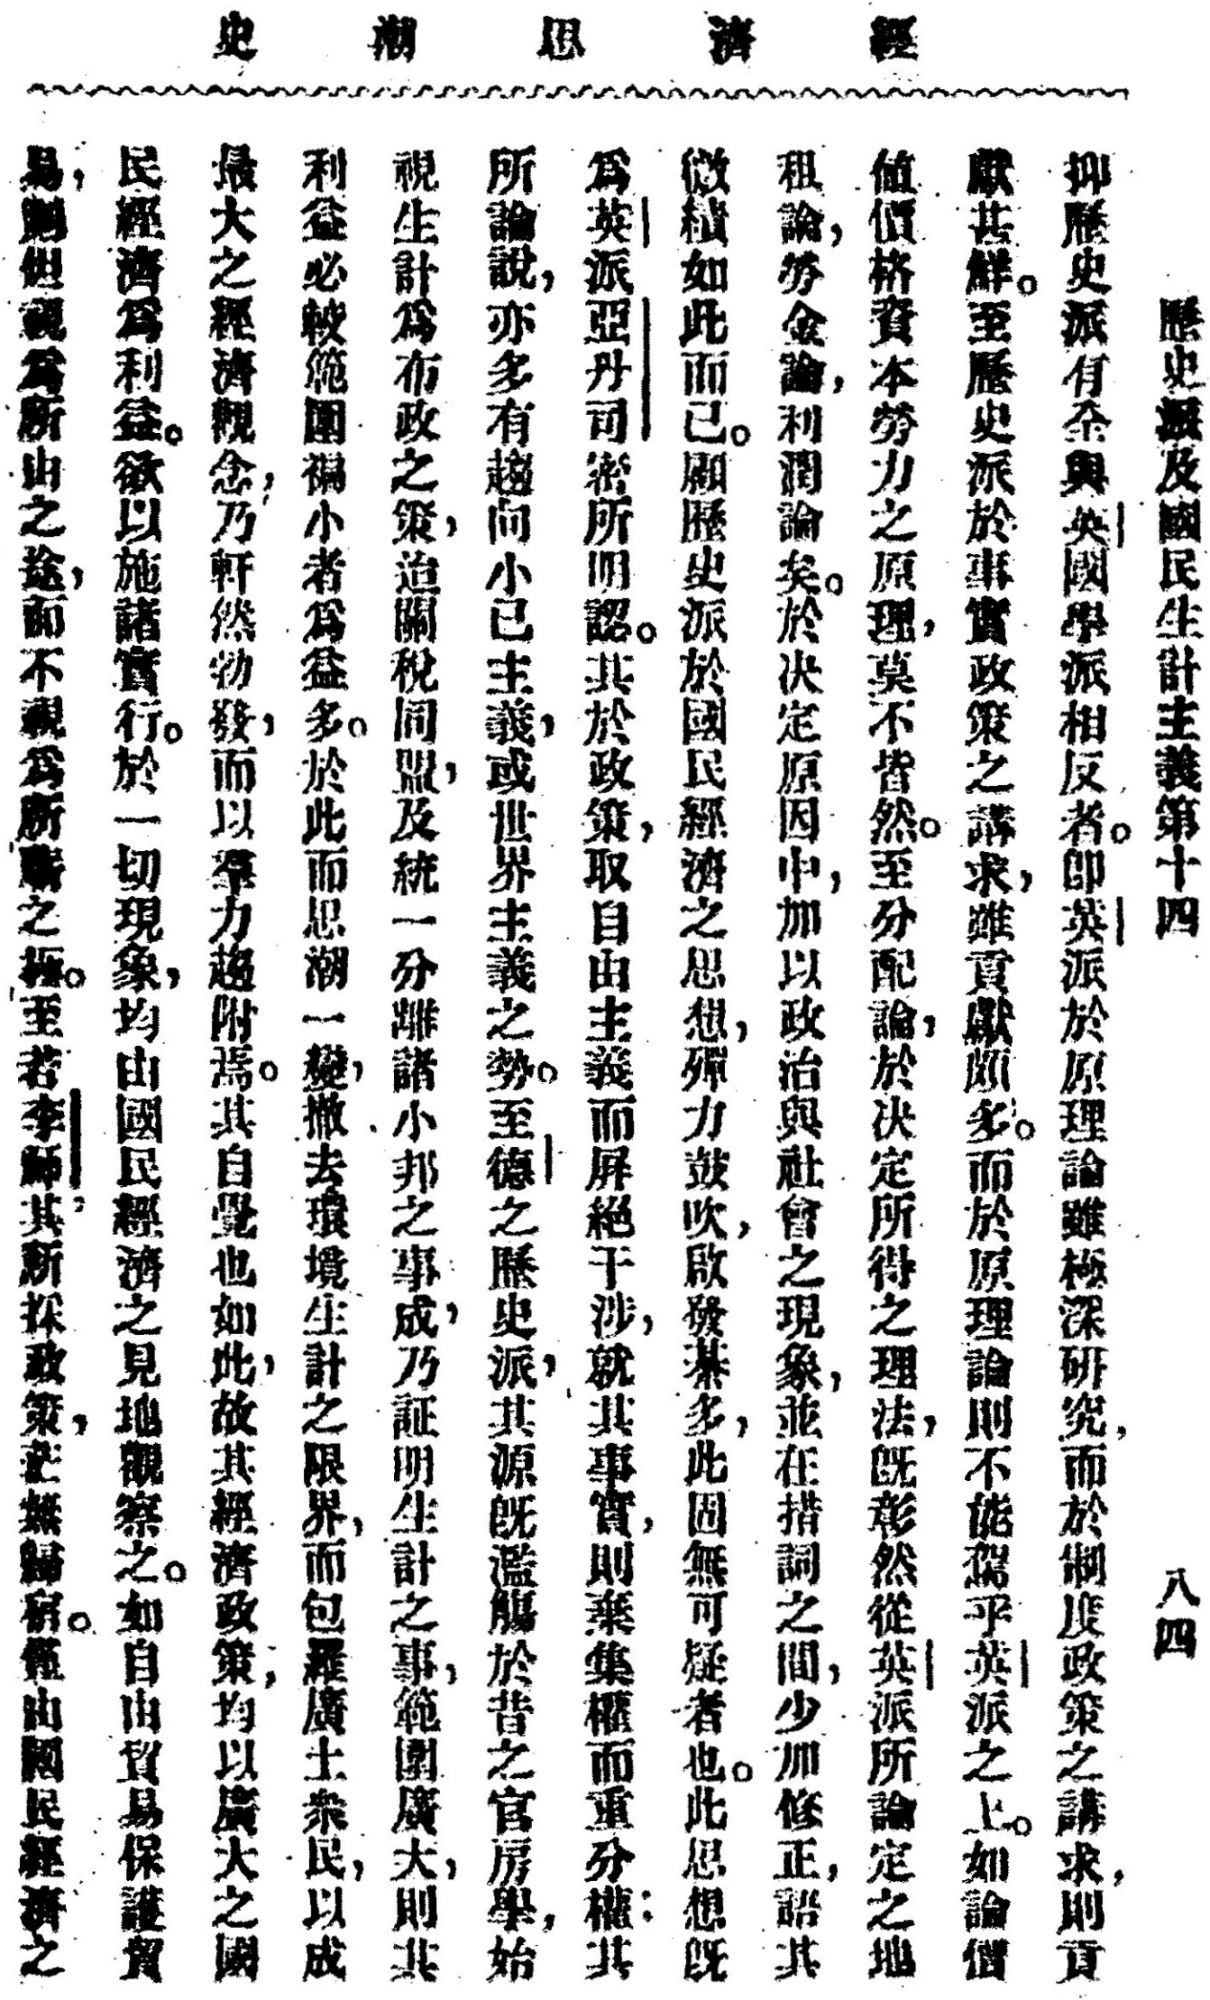 經濟思潮史
歷史派及國民生計主義第十四
八四
抑歷史派有全與英國學派相反者。卽英派於原理論雖極深研究,而於制度政策之講求,則貢
獻甚鮮。至歷史派於事實政策之講求,雖貢獻頗多。而於原理論則不能駕乎英派之上。如論價
値價格資本勞力之原理,莫不皆然。至分配論,於决定所得之理法,旣彰然從英派所論定之地
租論,勞金論,利潤論矣。於决定原因中,加以政治與社會之現象,並在措詞之間,少加修正,語其
微績如此而已。顧歷史派於國民經濟之思想,殫力鼓吹,啟發綦多,此固無可疑者也。此思想旣
爲英派亞丹司密所明認。其於政策,取自由主義而屏絕干涉,就其事實,則棄集權而重分權:其
所論說,亦多有趨向小已主義,或世界主義之勢。至德之歷史派,其源旣濫觴於昔之官房學,始
視生計爲布政之策,迨關稅同盟,及統一分離諸小邦之事成,乃証明生計之事,範圍廣大,則其
利益必較範圍褊小者爲益多。於此而思潮一變,撤去環境生計之限界,而包羅廣土衆民,以成
最大之經濟觀念,乃軒然勃發,而以羣力趨附焉。其自覺也如此,故其經濟政策,均以廣大之國
民經濟爲利益。欲以施諸實行。於一切現象,均由國民經濟之見地觀察之。如自由貿易保護貿
易,夠但視爲所由之途,而不視爲所蘄之極。至若李師其,所採政策,茫無歸宿。僅由國民經濟之